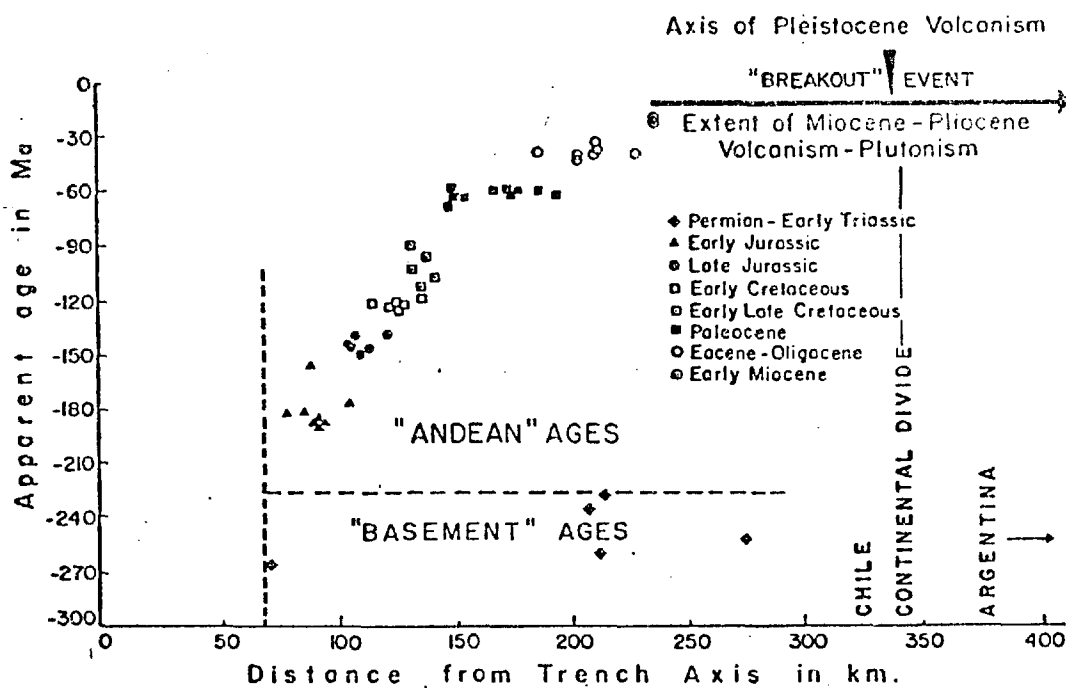 Axis of Pleistocene Volcanism
"BREAKOUT" EVENT
Extent of Miocene-Pliocene
Volcanism-Plutonism
Permian-Early Triassic
Early Jurassic
Late Jurassic
Early Cretaceous
Early Late Cretaceous
Paleocene
Eocene-Oligocene
Early Miocene
"ANDEAN" AGES
"BASEMENT" AGES
CHILE
CONTINENTAL DIVIDE
ARGENTINA
Apparent age in Ma
0
-30
-60
-90
-120
-150
-180
-210
-240
-270
-300
0
50
100
150
200
250
300
350
400
Distance from Trench Axis in km.